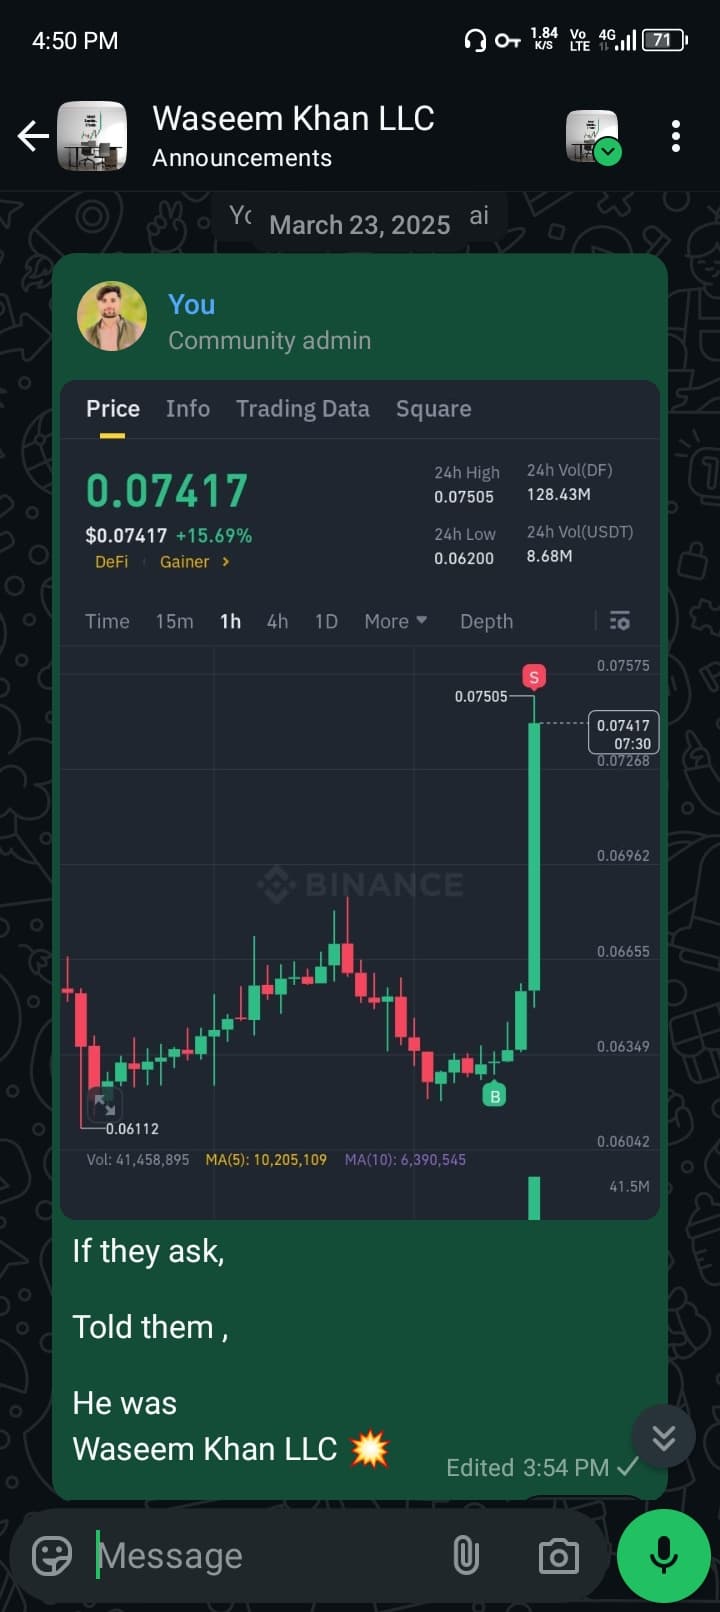 4:50 PM
1.84 K/S
Vo LTE
4G
71
Waseem Khan LLC
Announcements
ai
March 23, 2025
You
Community admin
Price Info Trading Data Square
0.07417
$0.07417 +15.69%
DeFi Gainer >
24h High
0.07505
24h Vol(DF)
128.43M
24h Low
0.06200
24h Vol(USDT)
8.68M
Time 15m 1h 4h 1D More Depth
0.07575
S
0.07505
0.07417
07:30
0.07268
BINANCE
0.06962
0.06655
0.06349
B
0.06112
0.06042
Vol: 41,458,895 MA(5): 10,205,109 MA(10): 6,390,545
41.5M
If they ask,
Told them ,
He was
Waseem Khan LLC 💥
Edited 3:54 PM
Message